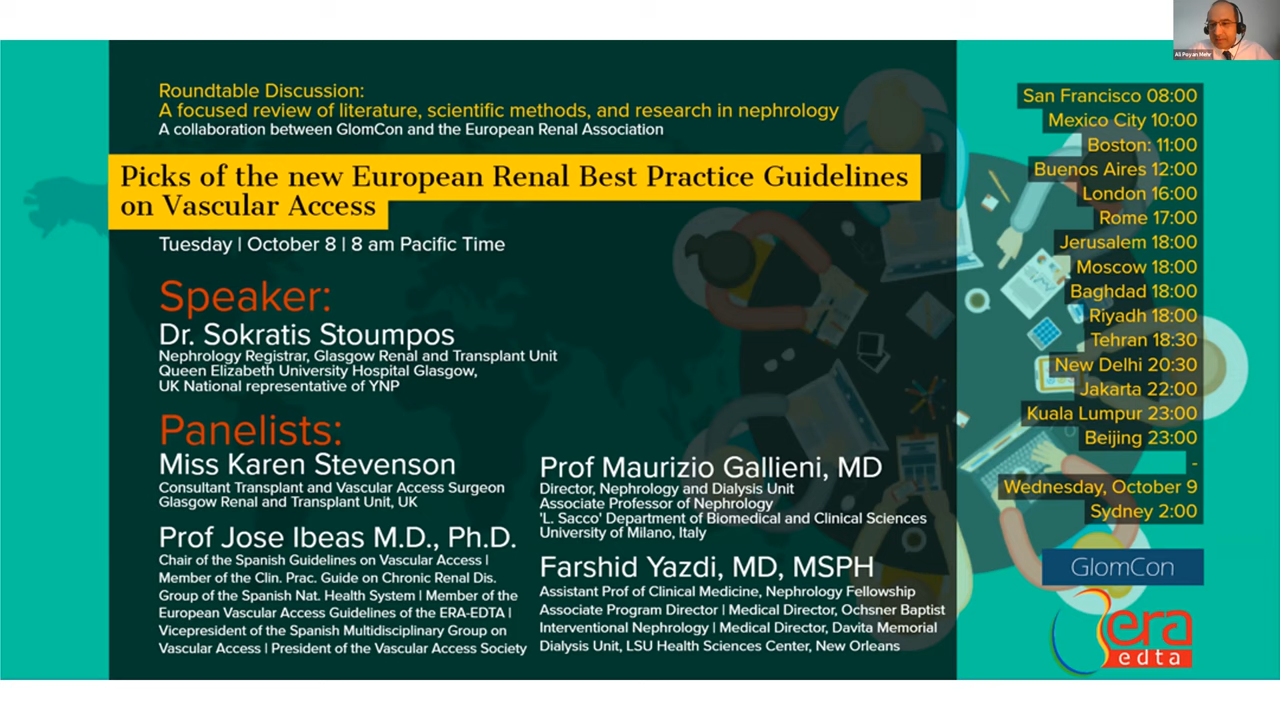 Ali Poyan Mehr
Roundtable Discussion:
A focused review of literature, scientific methods, and research in nephrology
A collaboration between GlomCon and the European Renal Association
Picks of the new European Renal Best Practice Guidelines
on Vascular Access
Tuesday | October 8 | 8 am Pacific Time
Speaker:
Dr. Sokratis Stoumpos
Nephrology Registrar, Glasgow Renal and Transplant Unit
Queen Elizabeth University Hospital Glasgow,
UK National representative of YNP
Panelists:
Miss Karen Stevenson
Consultant Transplant and Vascular Access Surgeon
Glasgow Renal and Transplant Unit, UK
Prof Jose Ibeas M.D., Ph.D.
Chair of the Spanish Guidelines on Vascular Access |
Member of the Clin. Prac. Guide on Chronic Renal Dis.
Group of the Spanish Nat. Health System | Member of the
European Vascular Access Guidelines of the ERA-EDTA |
Vicepresident of the Spanish Multidisciplinary Group on
Vascular Access | President of the Vascular Access Society
Prof Maurizio Gallieni, MD
Director, Nephrology and Dialysis Unit
Associate Professor of Nephrology
'L. Sacco' Department of Biomedical and Clinical Sciences
University of Milano, Italy
Farshid Yazdi, MD, MSPH
Assistant Prof of Clinical Medicine, Nephrology Fellowship
Associate Program Director | Medical Director, Ochsner Baptist
Interventional Nephrology | Medical Director, Davita Memorial
Dialysis Unit, LSU Health Sciences Center, New Orleans
San Francisco 08:00
Mexico City 10:00
Boston: 11:00
Buenos Aires 12:00
London 16:00
Rome 17:00
Jerusalem 18:00
Moscow 18:00
Baghdad 18:00
Riyadh 18:00
Tehran 18:30
New Delhi 20:30
Jakarta 22:00
Kuala Lumpur 23:00
Beijing 23:00
-
Wednesday, October 9
Sydney 2:00
GlomCon
era
edta